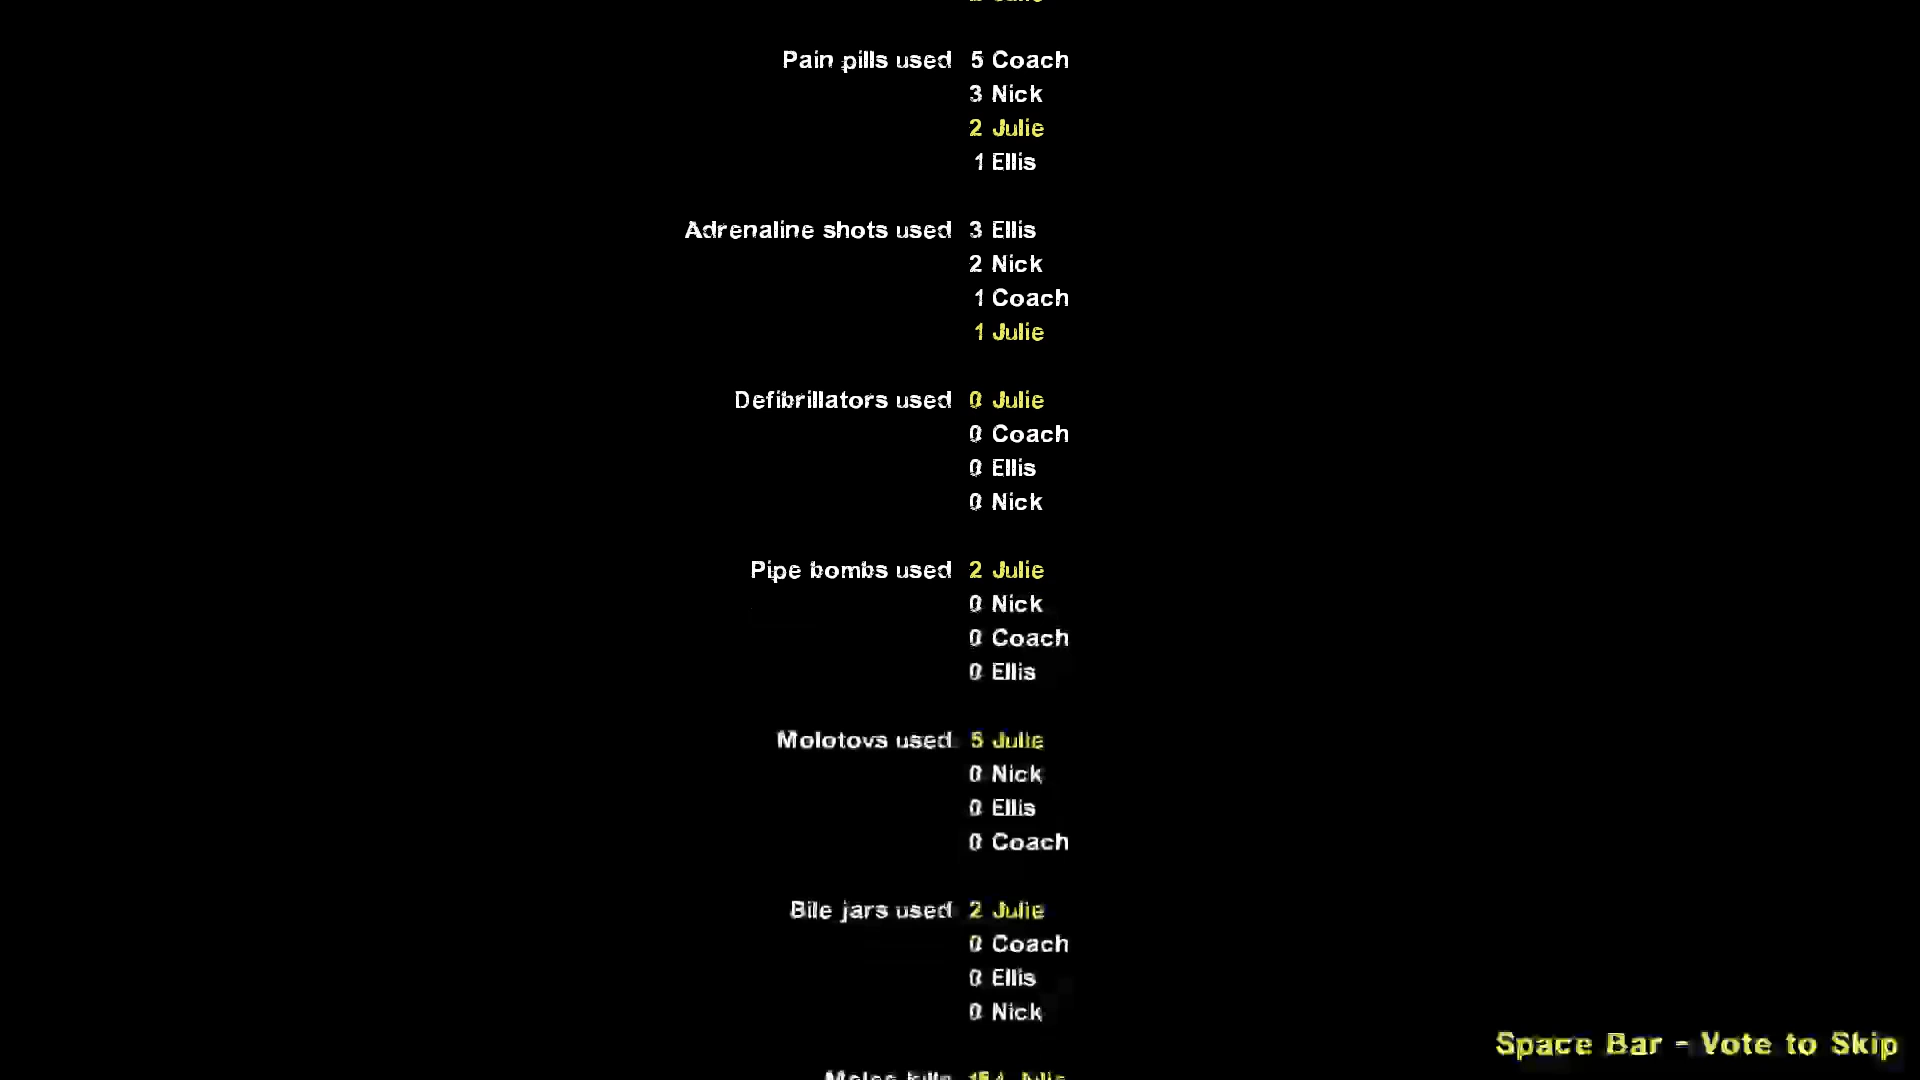 Pain pills used 5 Coach
3 Nick
2 Julie
1 Ellis
Adrenaline shots used 3 Ellis
2 Nick
1 Coach
1 Julie
Defibrillators used 0 Julie
0 Coach
0 Ellis
0 Nick
Pipe bombs used 2 Julie
0 Nick
0 Coach
0 Ellis
Molotovs used 5 Julie
0 Nick
0 Ellis
0 Coach
Bile jars used 2 Julie
0 Coach
0 Ellis
0 Nick
Space Bar - Vote to Skip